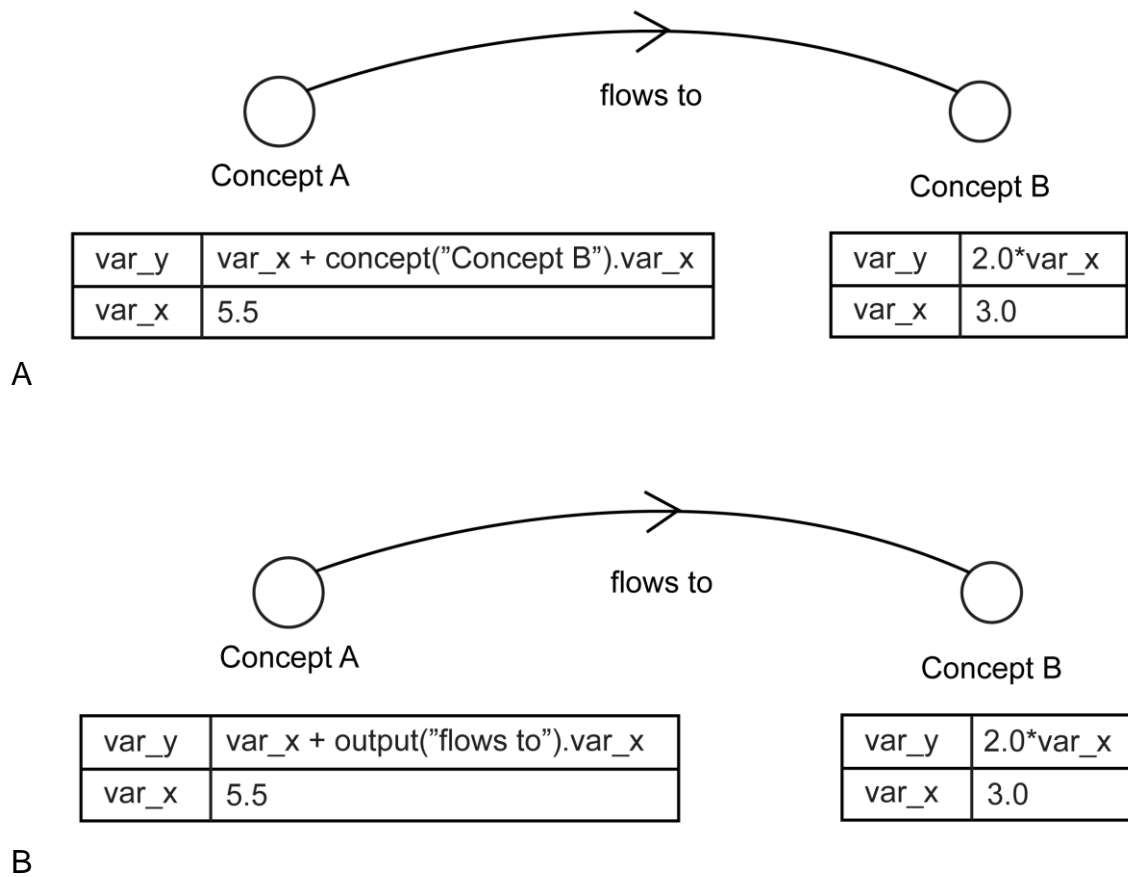 flows to
Concept A
Concept B
var_y var_x + concept(”Concept B”).var_x
var_x 5.5
var_y 2.0*var_x
var_x 3.0
A
flows to
Concept A
Concept B
var_y var_x + output(”flows to”).var_x
var_x 5.5
var_y 2.0*var_x
var_x 3.0
B